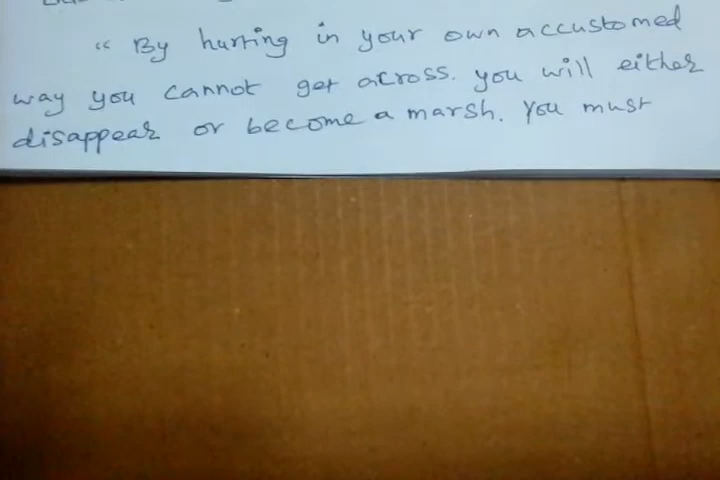 “ By hurting in your own accustomed
way you cannot get across. you will either
disappear or become a marsh. You must